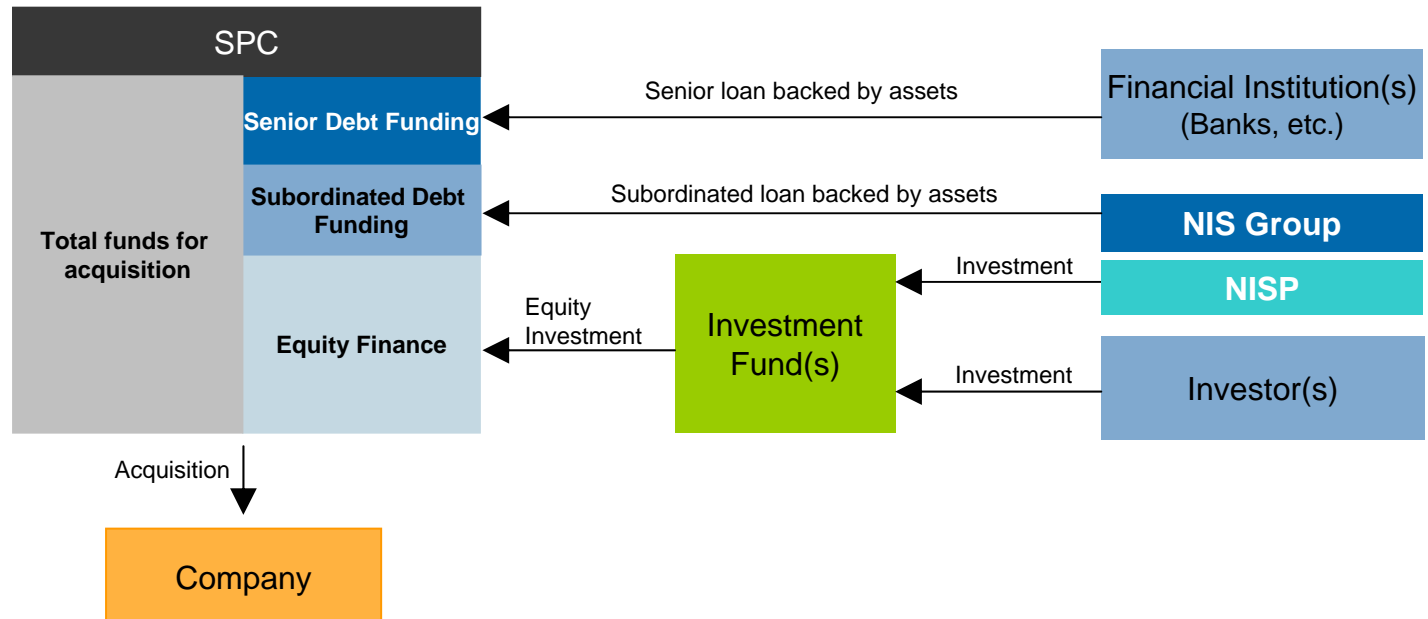 SPC
Senior loan backed by assets
Financial Institution(s)
(Banks, etc.)
Senior Debt Funding
Subordinated Debt
Funding
Subordinated loan backed by assets
NIS Group
Total funds for
acquisition
Investment
NISP
Equity
Investment
Investment
Fund(s)
Equity Finance
Investment
Investor(s)
Acquisition
Company